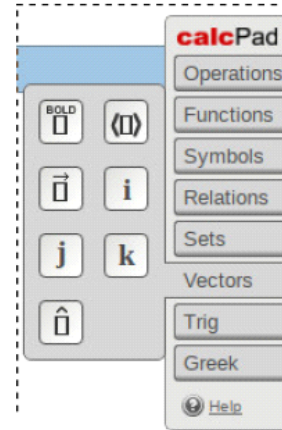 calcPad
Operations
Functions
Symbols
Relations
Sets
Vectors
Trig
Greek
Help
BOLD
▯ ⟨▯⟩
▯⃗ i
j k
▯̂